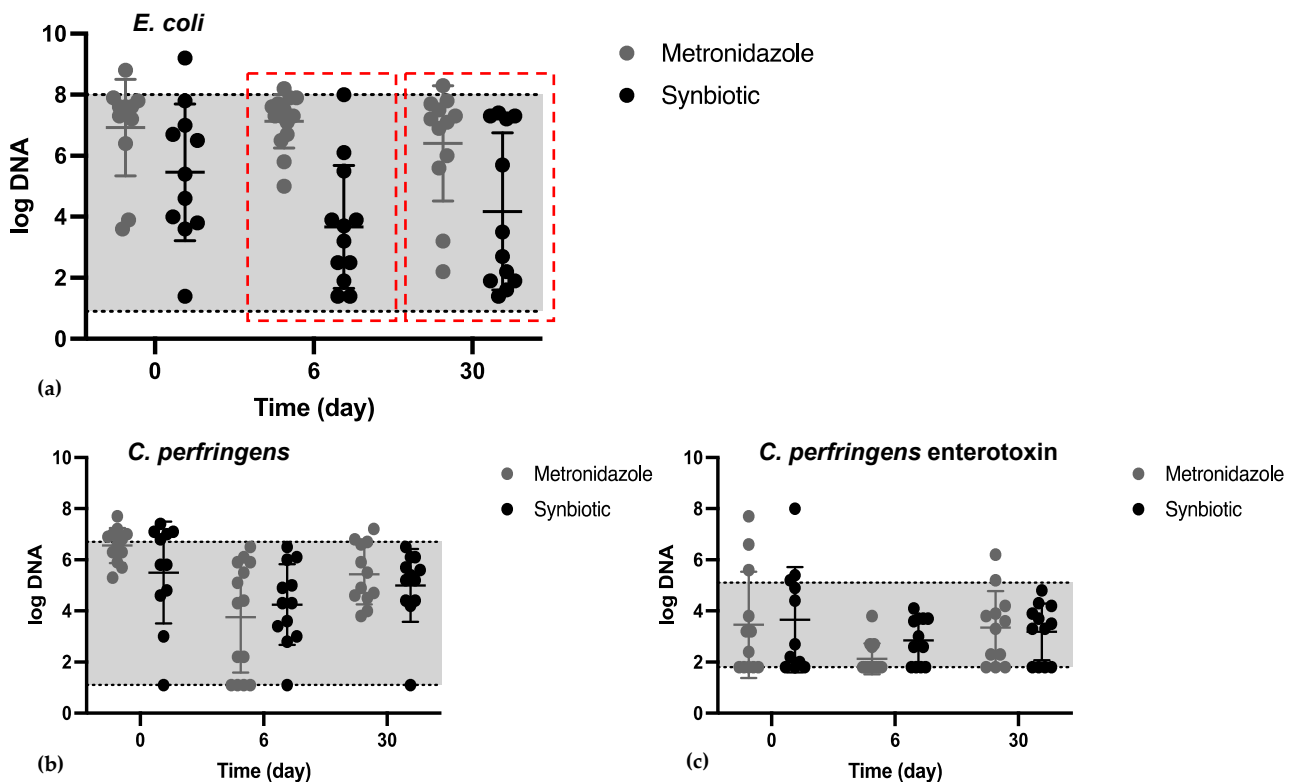 E. coli
10
8
6
4
2
0
log DNA
0
6
30
Time (day)
Metronidazole
Synbiotic
(a)
C. perfringens
10
8
6
4
2
0
log DNA
0
6
30
Time (day)
Metronidazole
Synbiotic
(b)
C. perfringens enterotoxin
10
8
6
4
2
0
log DNA
0
6
30
Time (day)
Metronidazole
Synbiotic
(c)